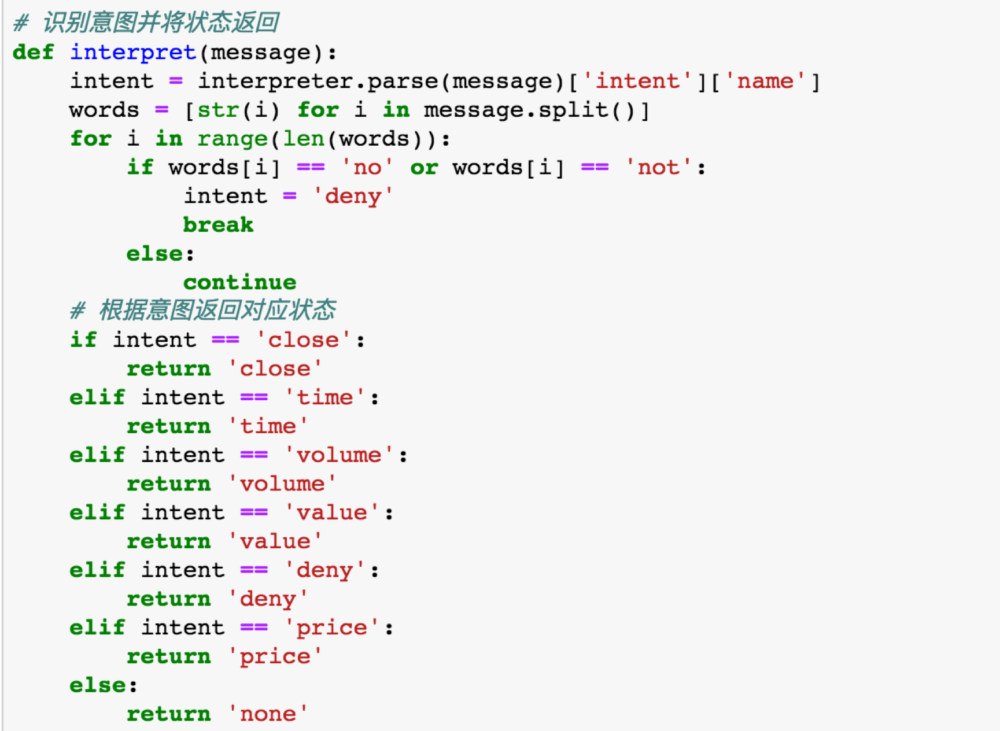 # 识别意图并将状态返回
def interpret(message):
    intent = interpreter.parse(message)['intent']['name']
    words = [str(i) for i in message.split()]
    for i in range(len(words)):
        if words[i] == 'no' or words[i] == 'not':
            intent = 'deny'
            break
        else:
            continue
    # 根据意图返回对应状态
    if intent == 'close':
        return 'close'
    elif intent == 'time':
        return 'time'
    elif intent == 'volume':
        return 'volume'
    elif intent == 'value':
        return 'value'
    elif intent == 'deny':
        return 'deny'
    elif intent == 'price':
        return 'price'
    else:
        return 'none'